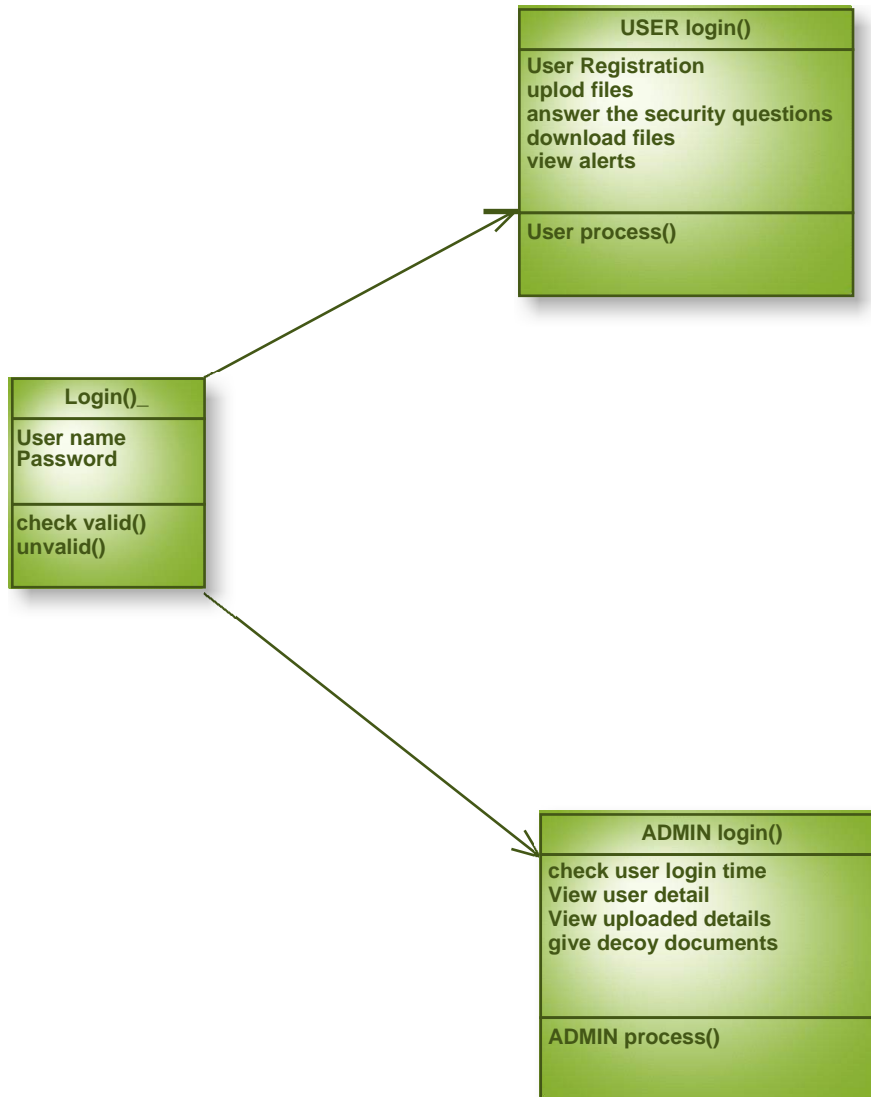 USER login()
User Registration
uplod files
answer the security questions
download files
view alerts
User process()
Login()_
User name
Password
check valid()
unvalid()
ADMIN login()
check user login time
View user detail
View uploaded details
give decoy documents
ADMIN process()